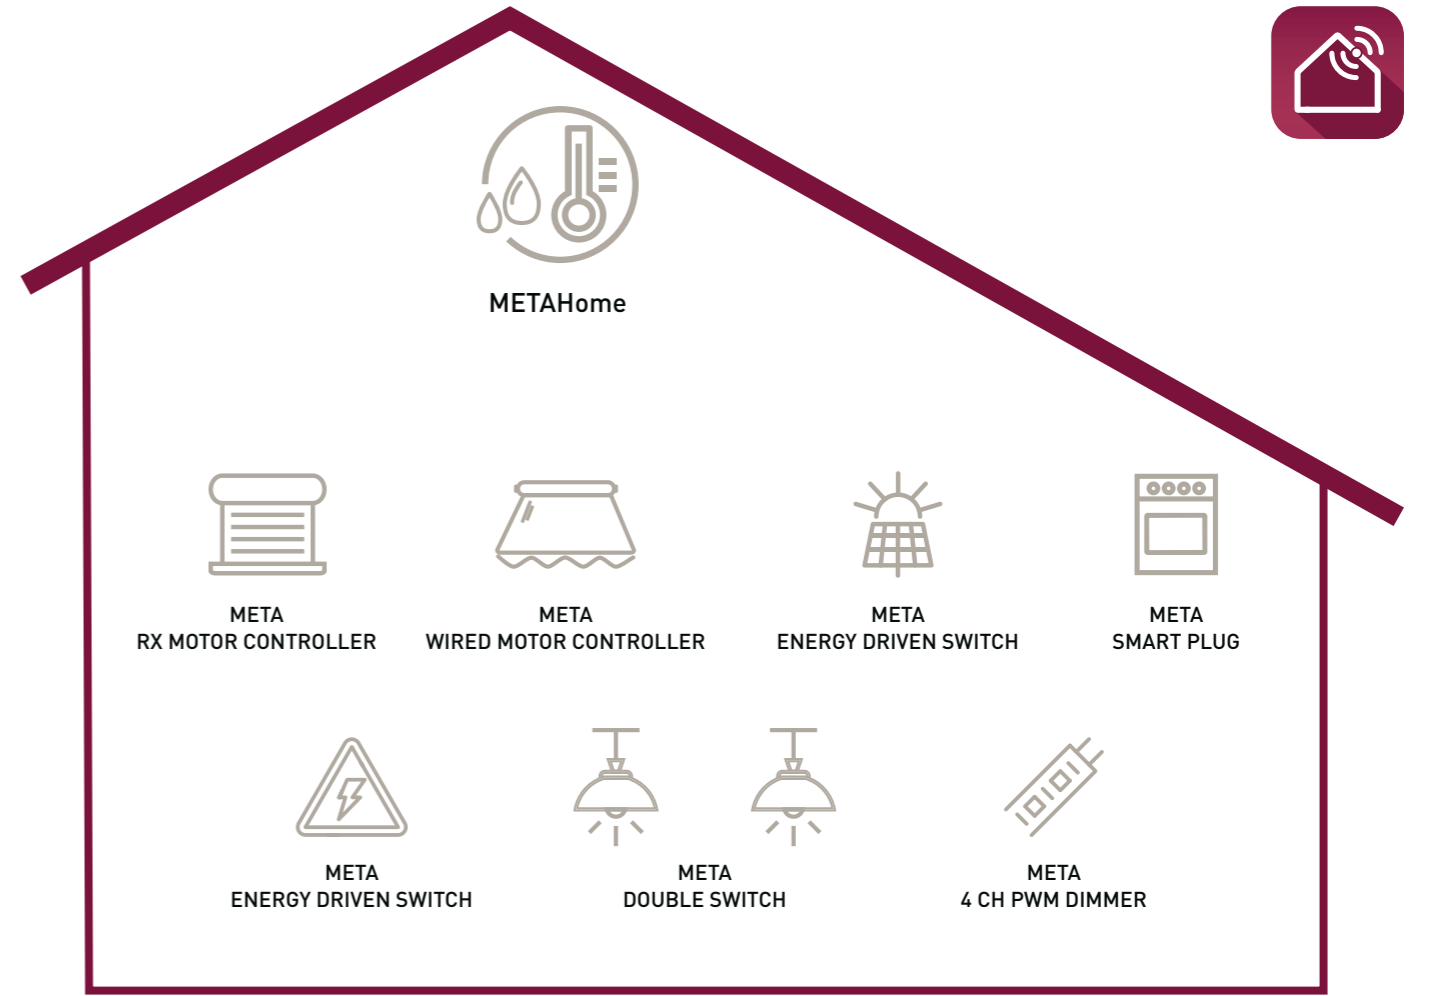 METAHome
META
RX MOTOR CONTROLLER
META
WIRED MOTOR CONTROLLER
META
ENERGY DRIVEN SWITCH
META
SMART PLUG
META
ENERGY DRIVEN SWITCH
META
DOUBLE SWITCH
META
4 CH PWM DIMMER